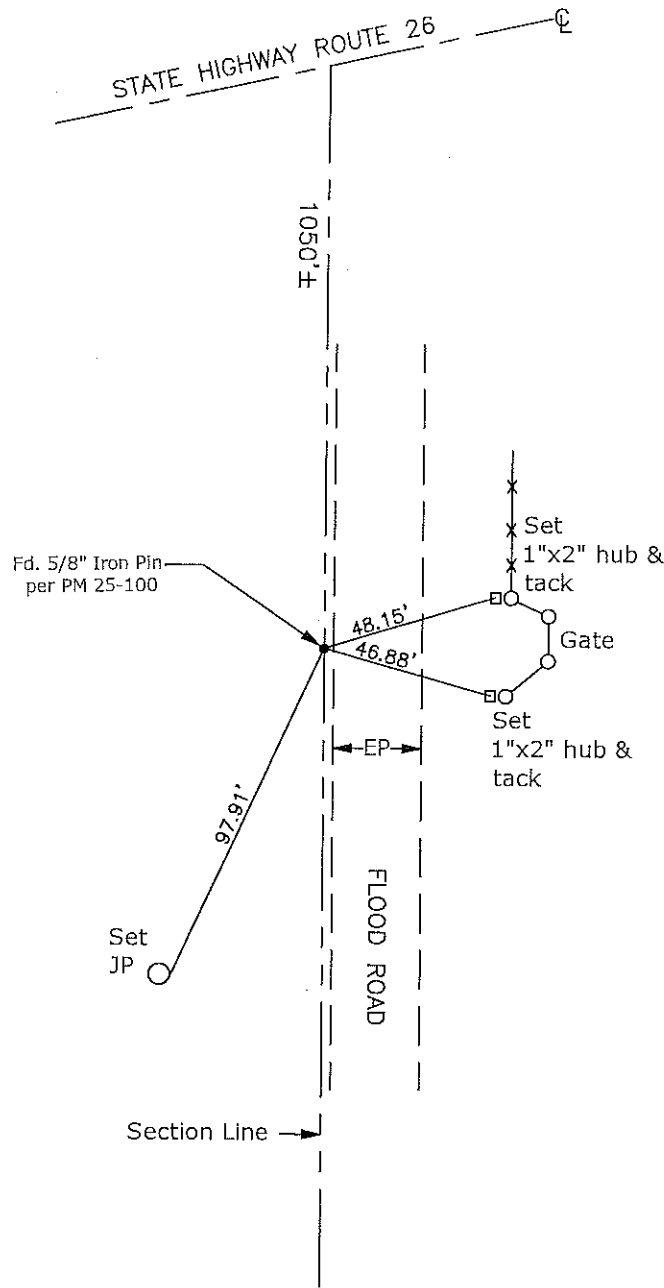 STATE HIGHWAY ROUTE 26
℄
1050'±
Set
1"x2" hub &
tack
Fd. 5/8" Iron Pin
per PM 25-100
48.15'
Gate
46.88'
Set
1"x2" hub &
tack
EP
97.91'
FLOOD ROAD
Set
JP
Section Line